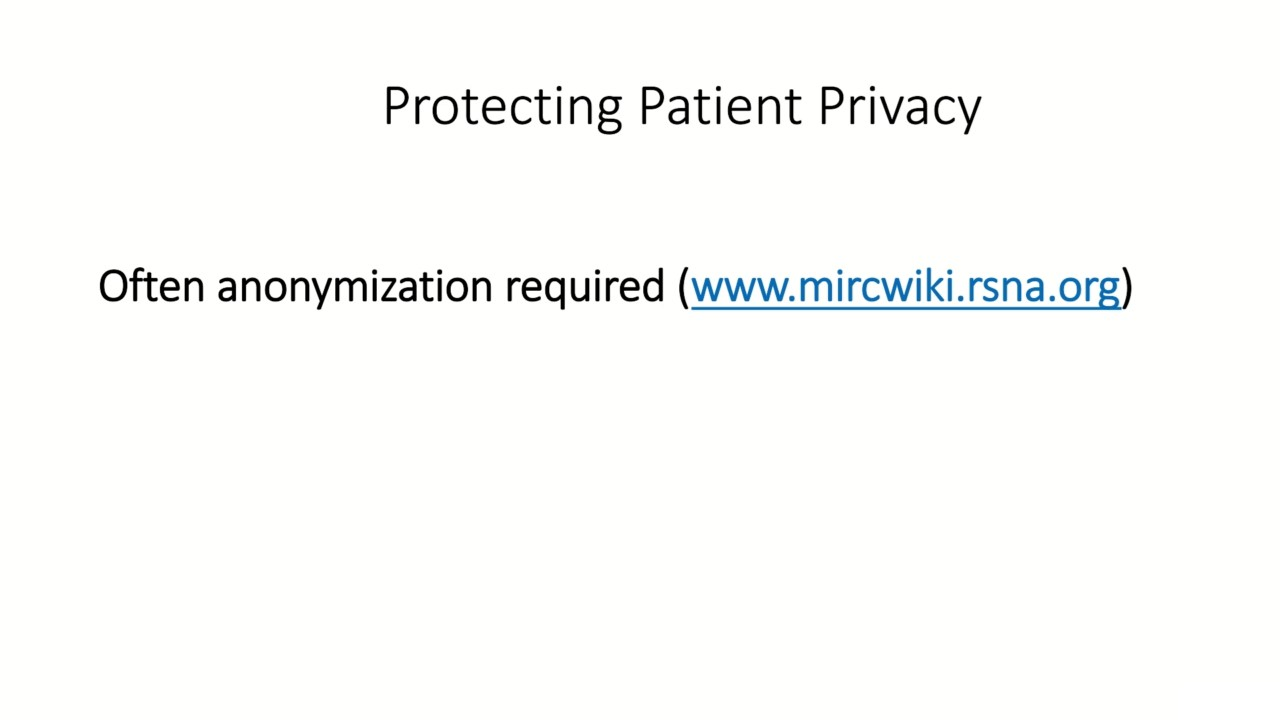 Protecting Patient Privacy
Often anonymization required (www.mircwiki.rsna.org)